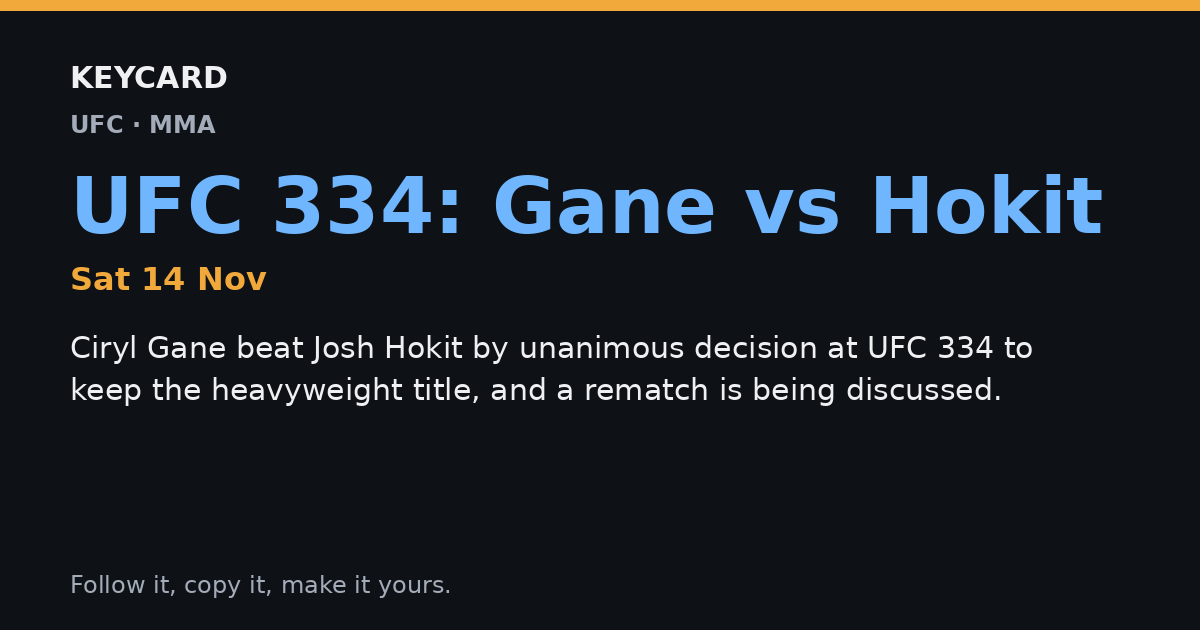 KEYCARD
UFC · MMA
UFC 334: Gane vs Hokit
Sat 14 Nov
Ciryl Gane beat Josh Hokit by unanimous decision at UFC 334 to
keep the heavyweight title, and a rematch is being discussed.
Follow it, copy it, make it yours.